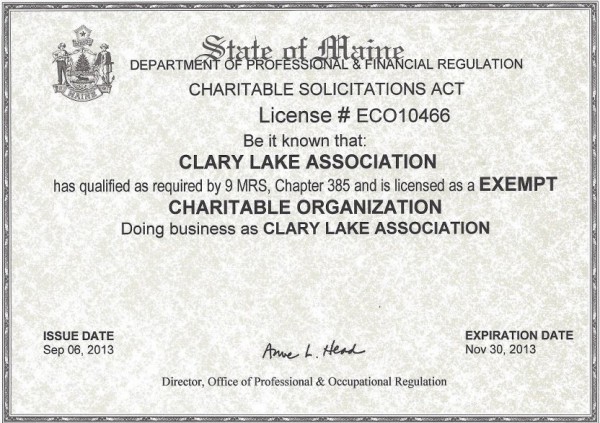 State of Maine
DEPARTMENT OF PROFESSIONAL & FINANCIAL REGULATION
CHARITABLE SOLICITATIONS ACT
License # ECO10466
Be it known that:
CLARY LAKE ASSOCIATION
has qualified as required by 9 MRS, Chapter 385 and is licensed as a EXEMPT
CHARITABLE ORGANIZATION
Doing business as CLARY LAKE ASSOCIATION
MAINE
ISSUE DATE
Sep 06, 2013
Anne L. Head
EXPIRATION DATE
Nov 30, 2013
Director, Office of Professional & Occupational Regulation